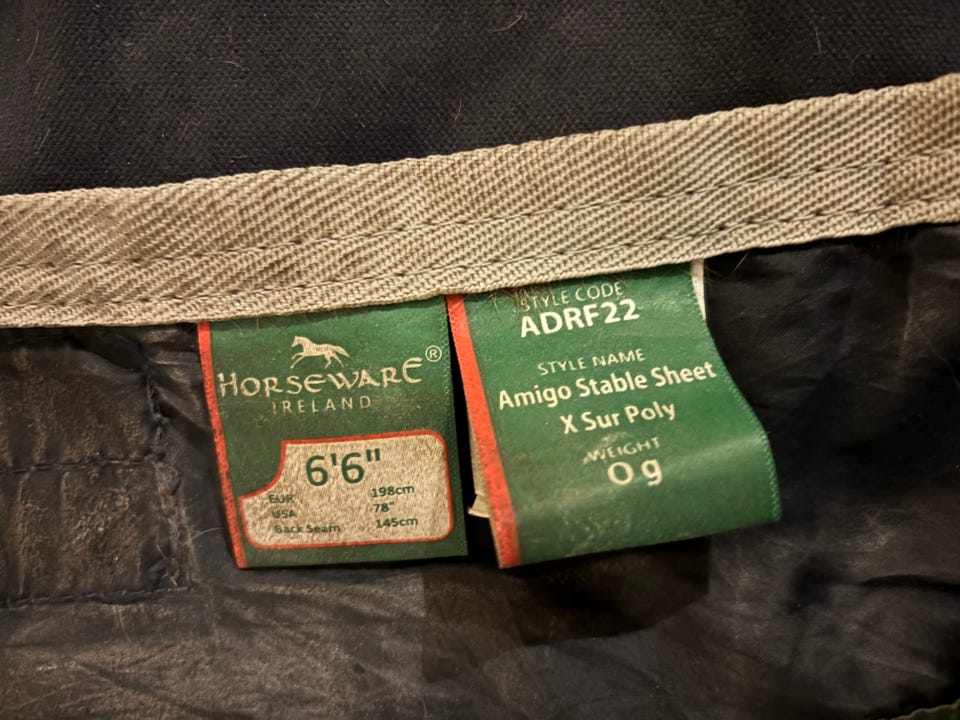 HORSEWARE®
IRELAND
6'6"
EUR 198cm
USA 78"
Back Seam 145cm
STYLE CODE
ADRF22
STYLE NAME
Amigo Stable Sheet
X Sur Poly
WEIGHT
0 g